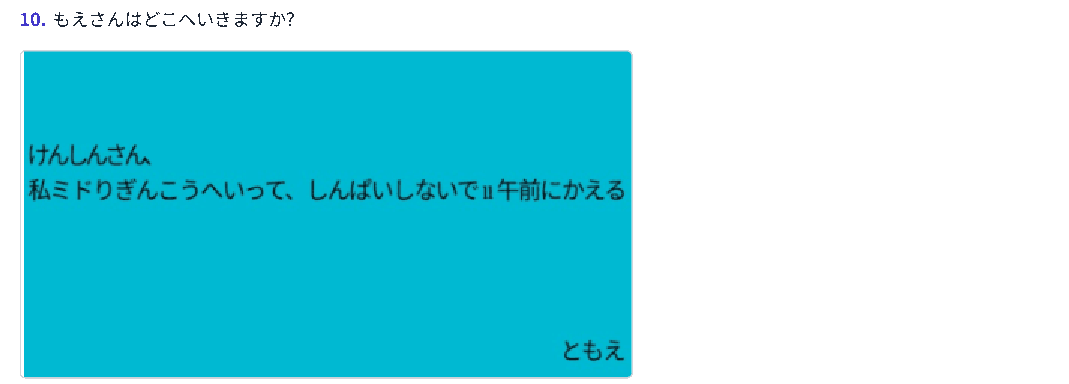 10. もえさんはどこへいきますか?
けんしんさん、
私ミドりぎんこうへいって、しんぱいしないで11午前にかえる
ともえ